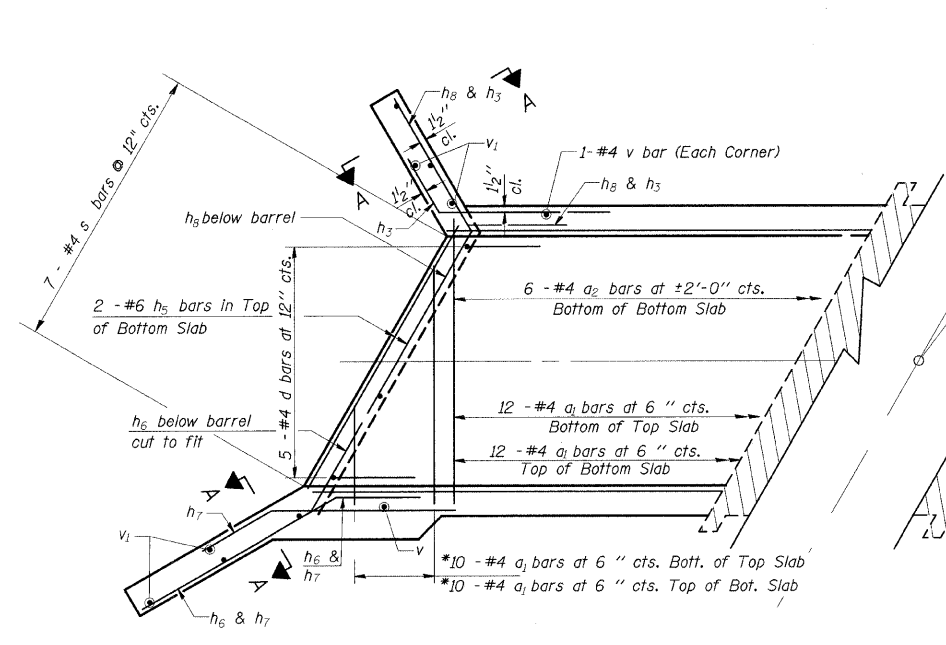 h8 & h3
A
1½"
cl.
v1
1½"
cl.
1-#4 v bar (Each Corner)
h8 & h3
A
1½"
cl.
h3
7 - #4 s bars @ 12" cts.
h8 below barrel
2 - #6 h5 bars in Top
of Bottom Slab
5 - #4 d bars at 12" cts.
6 - #4 a2 bars at ±2'-0" cts.
Bottom of Bottom Slab
12 - #4 a1 bars at 6 " cts.
Bottom of Top Slab
12 - #4 a1 bars at 6 " cts.
Top of Bottom Slab
h6 below barrel
cut to fit
A
h7
v1
A
h6 &
h7
v
*10 - #4 a1 bars at 6 " cts. Bott. of Top Slab
*10 - #4 a1 bars at 6 " cts. Top of Bot. Slab
h6 & h7